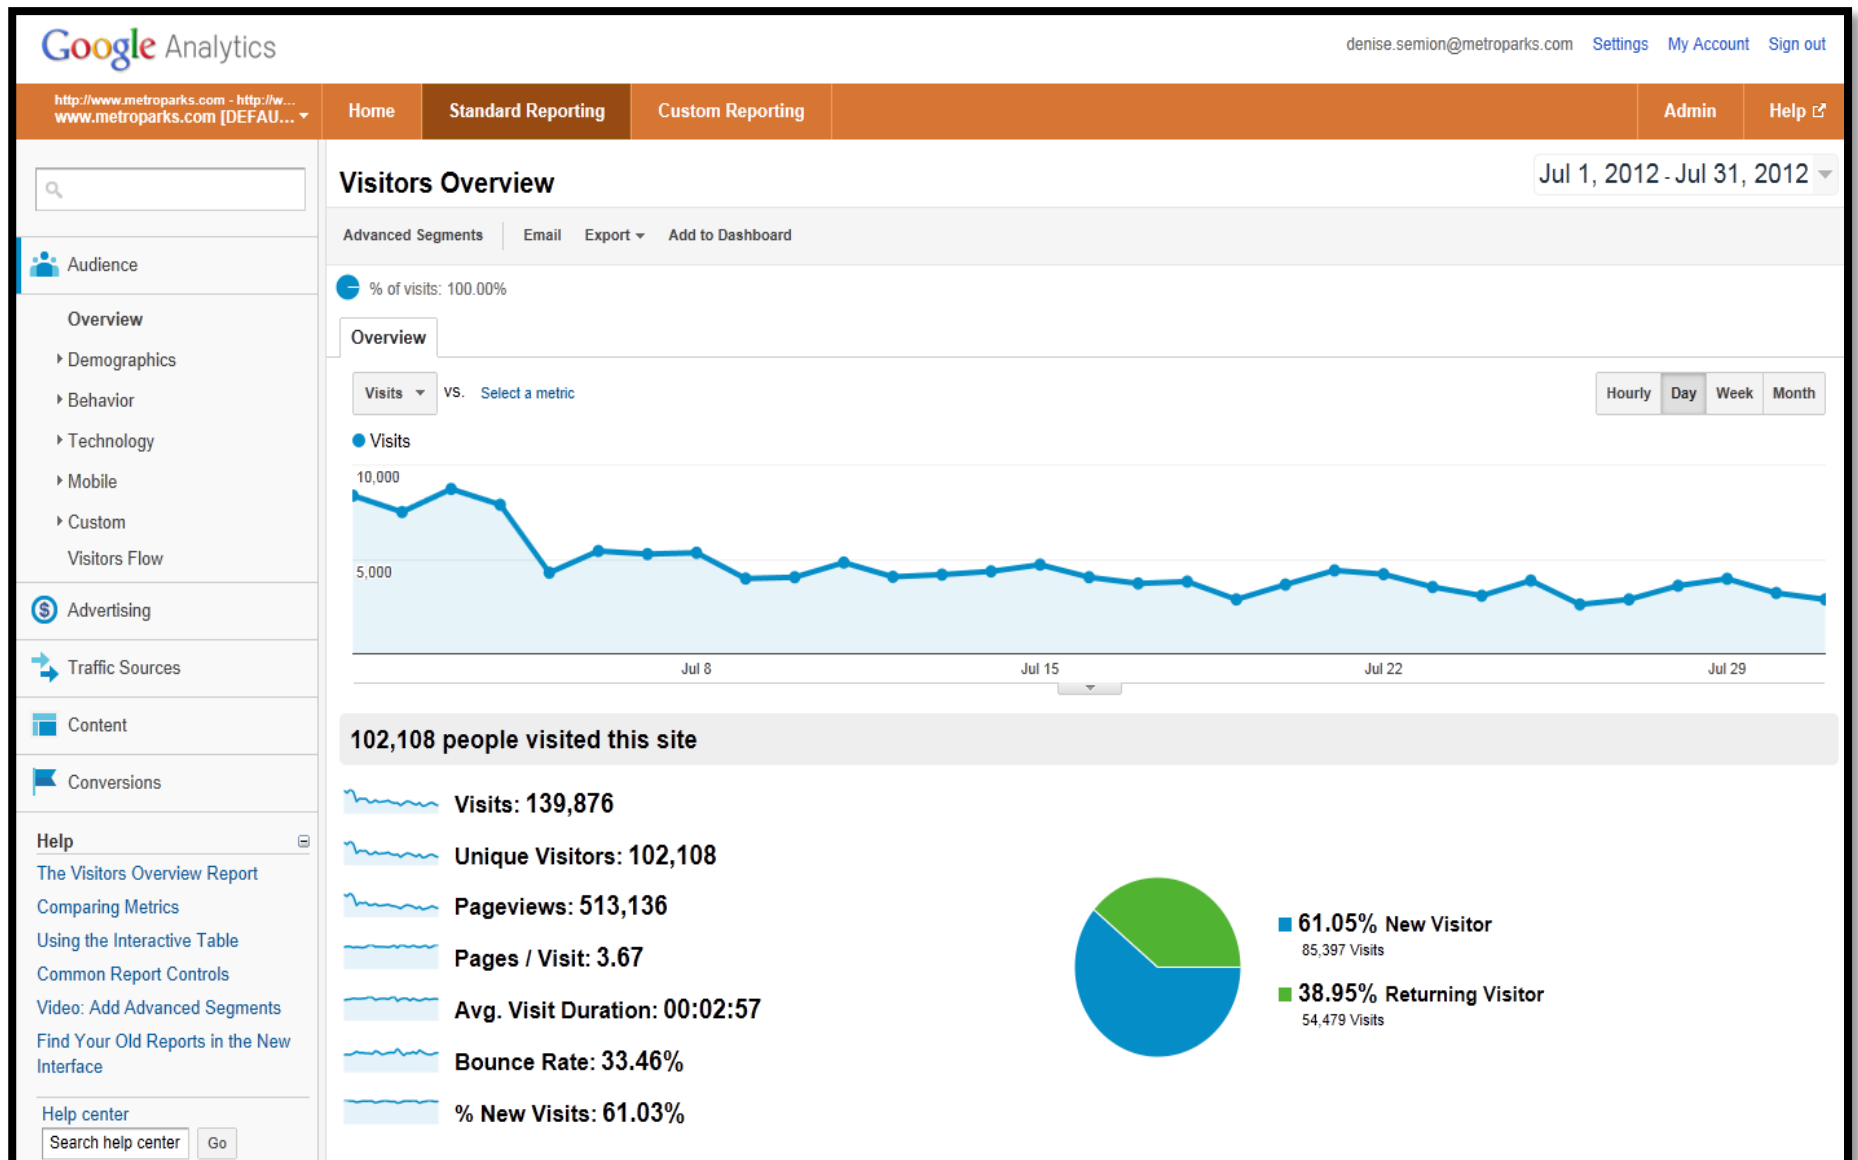 Google Analytics
denise.semion@metroparks.com Settings My Account Sign out
http://www.metroparks.com - http://w...
www.metroparks.com [DEFAU...
Home Standard Reporting Custom Reporting Admin Help
Visitors Overview
Jul 1, 2012 - Jul 31, 2012
Advanced Segments Email Export Add to Dashboard
% of visits: 100.00%
Overview
Visits vs. Select a metric
Hourly Day Week Month
Visits
10,000
5,000
Jul 8 Jul 15 Jul 22 Jul 29
102,108 people visited this site
Visits: 139,876
Unique Visitors: 102,108
Pageviews: 513,136
Pages / Visit: 3.67
Avg. Visit Duration: 00:02:57
Bounce Rate: 33.46%
% New Visits: 61.03%
61.05% New Visitor
85,397 Visits
38.95% Returning Visitor
54,479 Visits
Audience
Overview
Demographics
Behavior
Technology
Mobile
Custom
Visitors Flow
Advertising
Traffic Sources
Content
Conversions
Help
The Visitors Overview Report
Comparing Metrics
Using the Interactive Table
Common Report Controls
Video: Add Advanced Segments
Find Your Old Reports in the New
Interface
Help center
Search help center Go